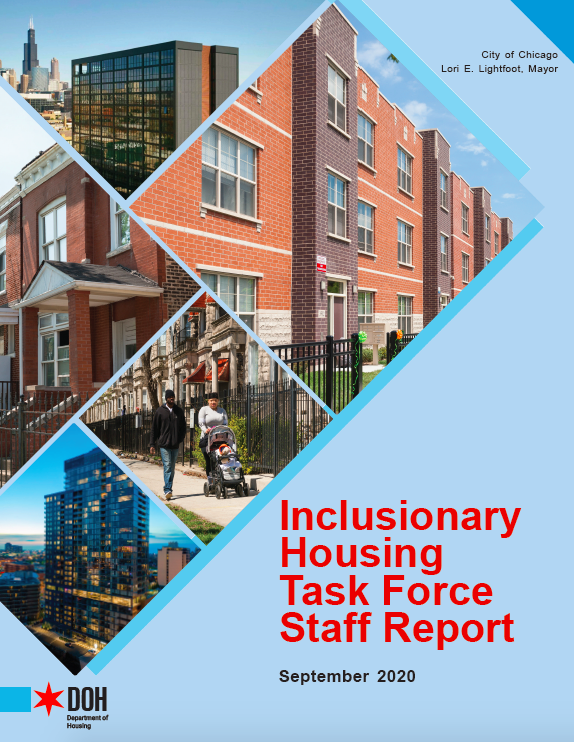 City of Chicago
Lori E. Lightfoot, Mayor
Inclusionary
Housing
Task Force
Staff Report
September 2020
DOH
Department of
Housing